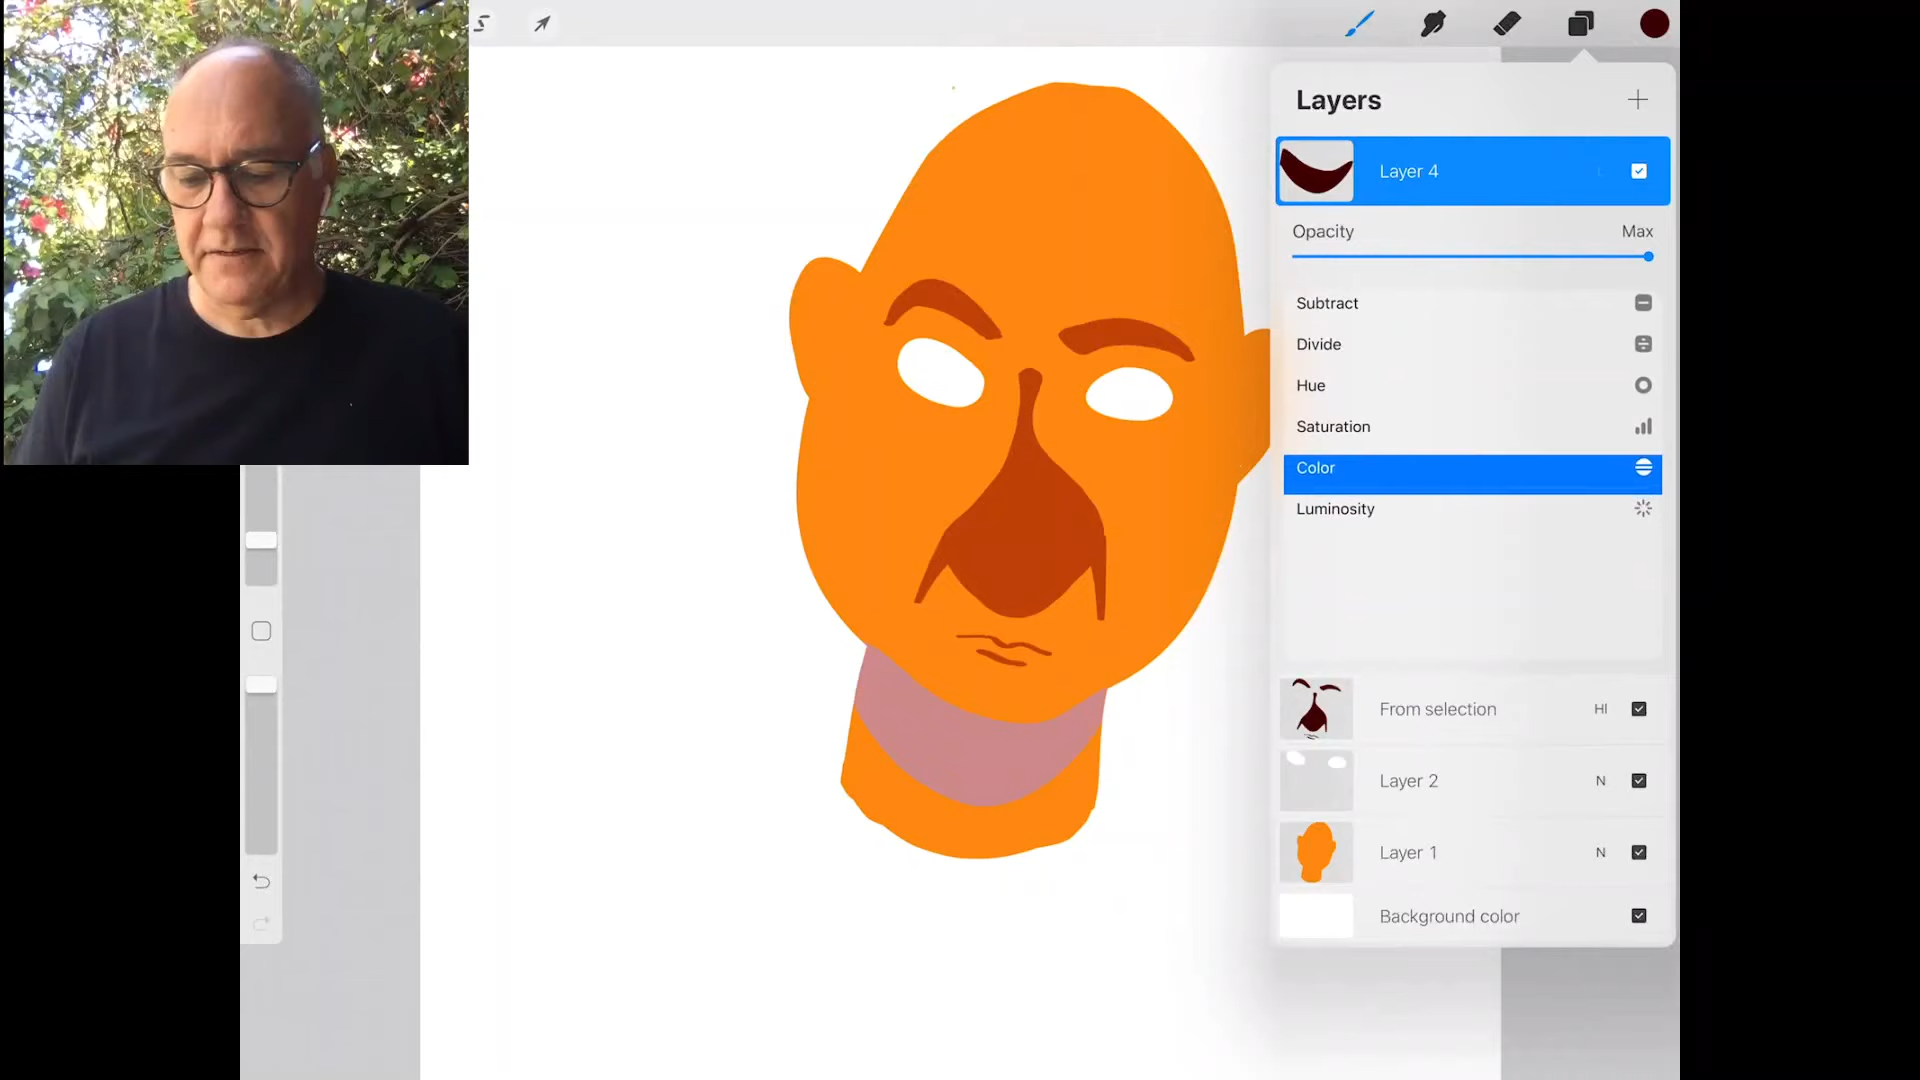 Layers
Layer 4
Opacity Max
Subtract
Divide
Hue
Saturation
Color
Luminosity
From selection HI
Layer 2 N
Layer 1 N
Background color